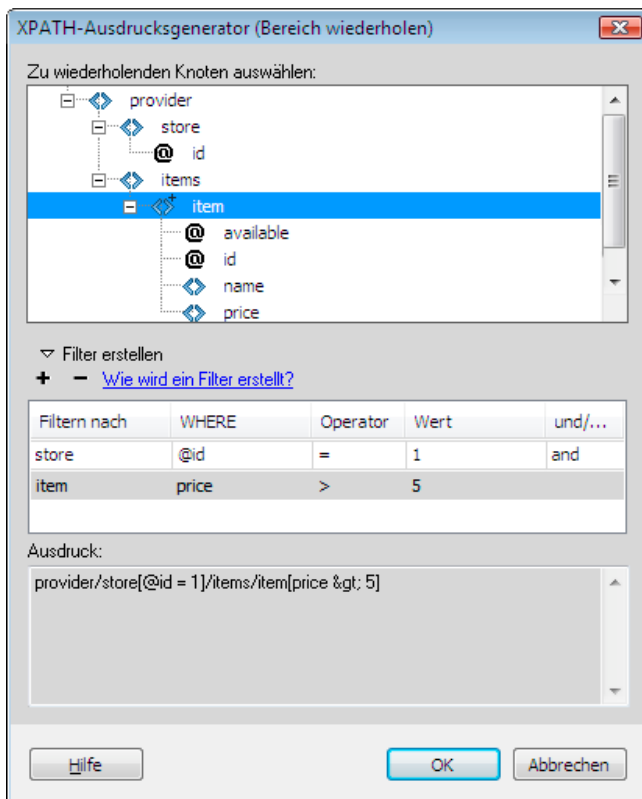 XPATH-Ausdrucksgenerator (Bereich wiederholen)
Zu wiederholenden Knoten auswählen:
provider
store
@ id
items
item
@ available
@ id
name
price
Filter erstellen
+ – Wie wird ein Filter erstellt?
Filtern nach WHERE Operator Wert und/...
store @id = 1 and
item price > 5
Ausdruck:
provider/store[@id = 1]/items/item[price &gt; 5]
Hilfe OK Abbrechen